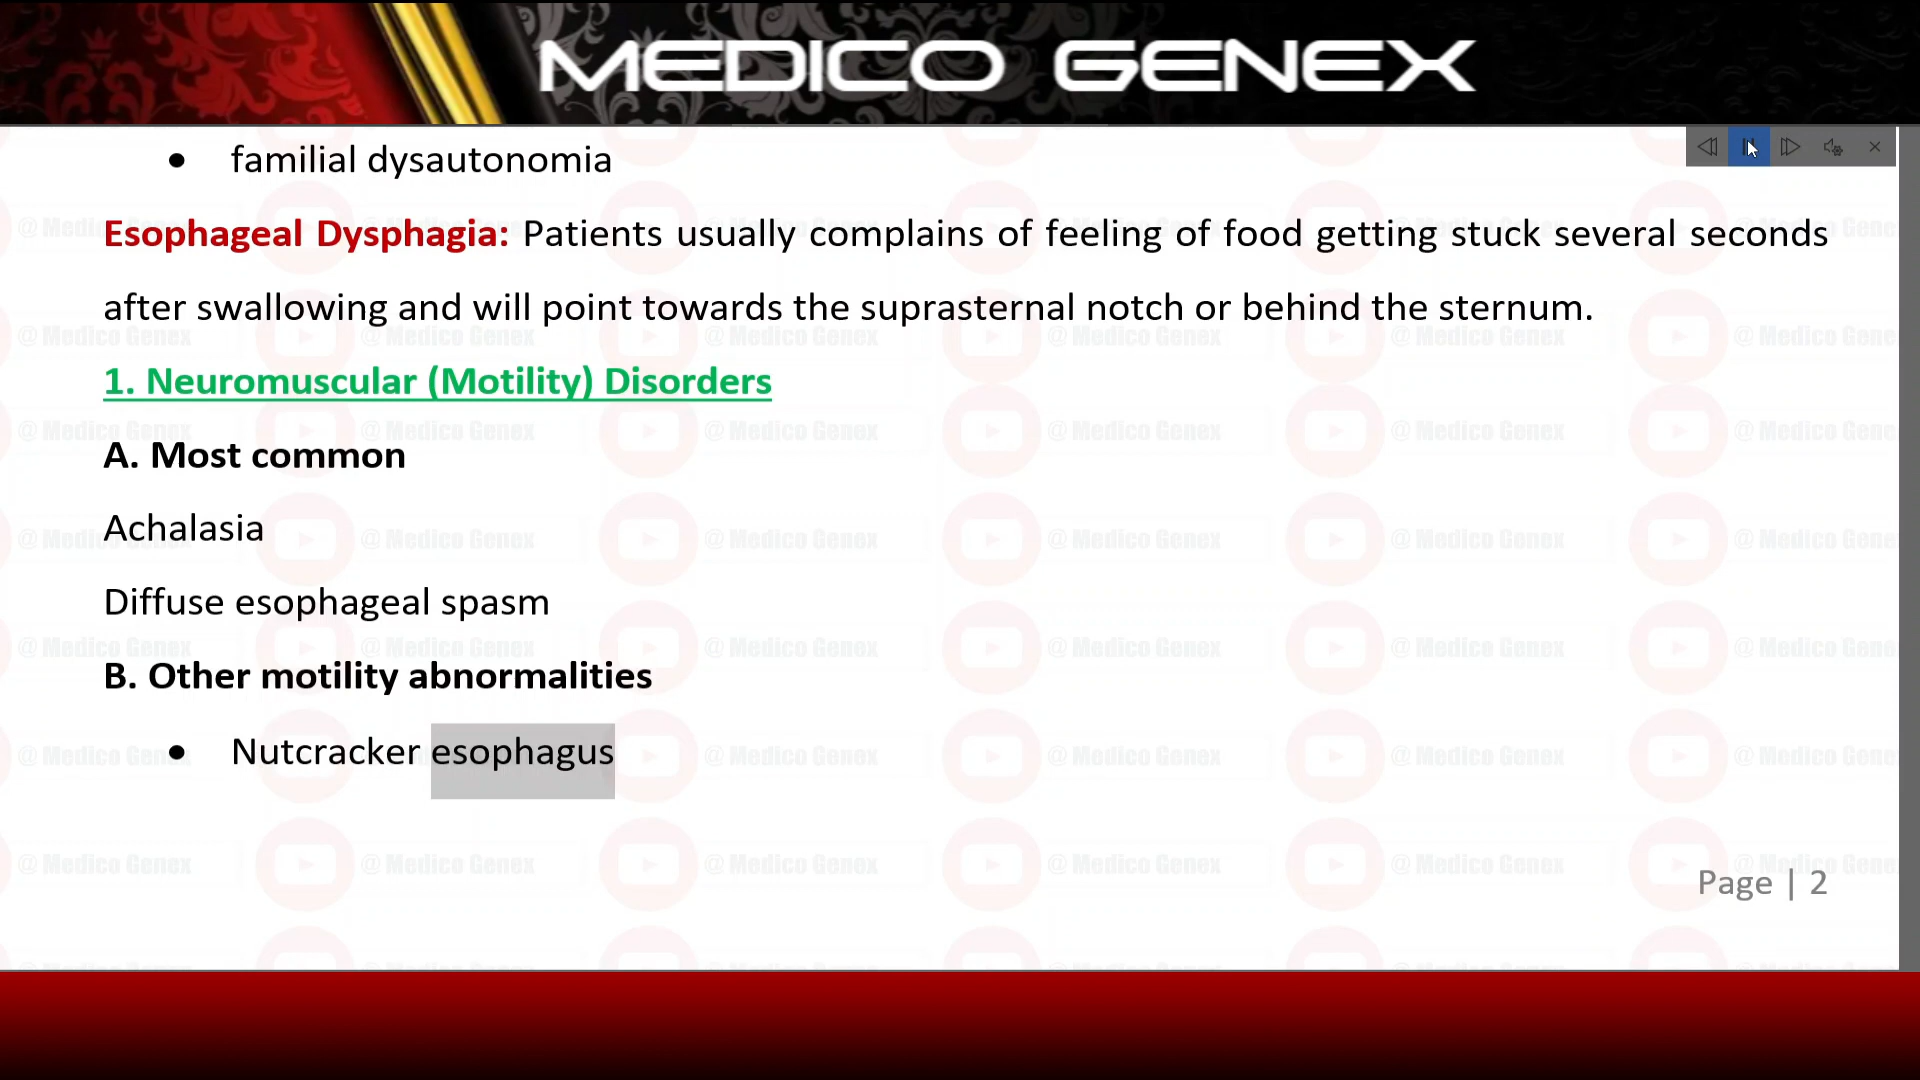 MEDICO GENEX
• familial dysautonomia
Esophageal Dysphagia: Patients usually complains of feeling of food getting stuck several seconds
after swallowing and will point towards the suprasternal notch or behind the sternum.
1. Neuromuscular (Motility) Disorders
A. Most common
Achalasia
Diffuse esophageal spasm
B. Other motility abnormalities
• Nutcracker esophagus
Page | 2
@ Medico Genex